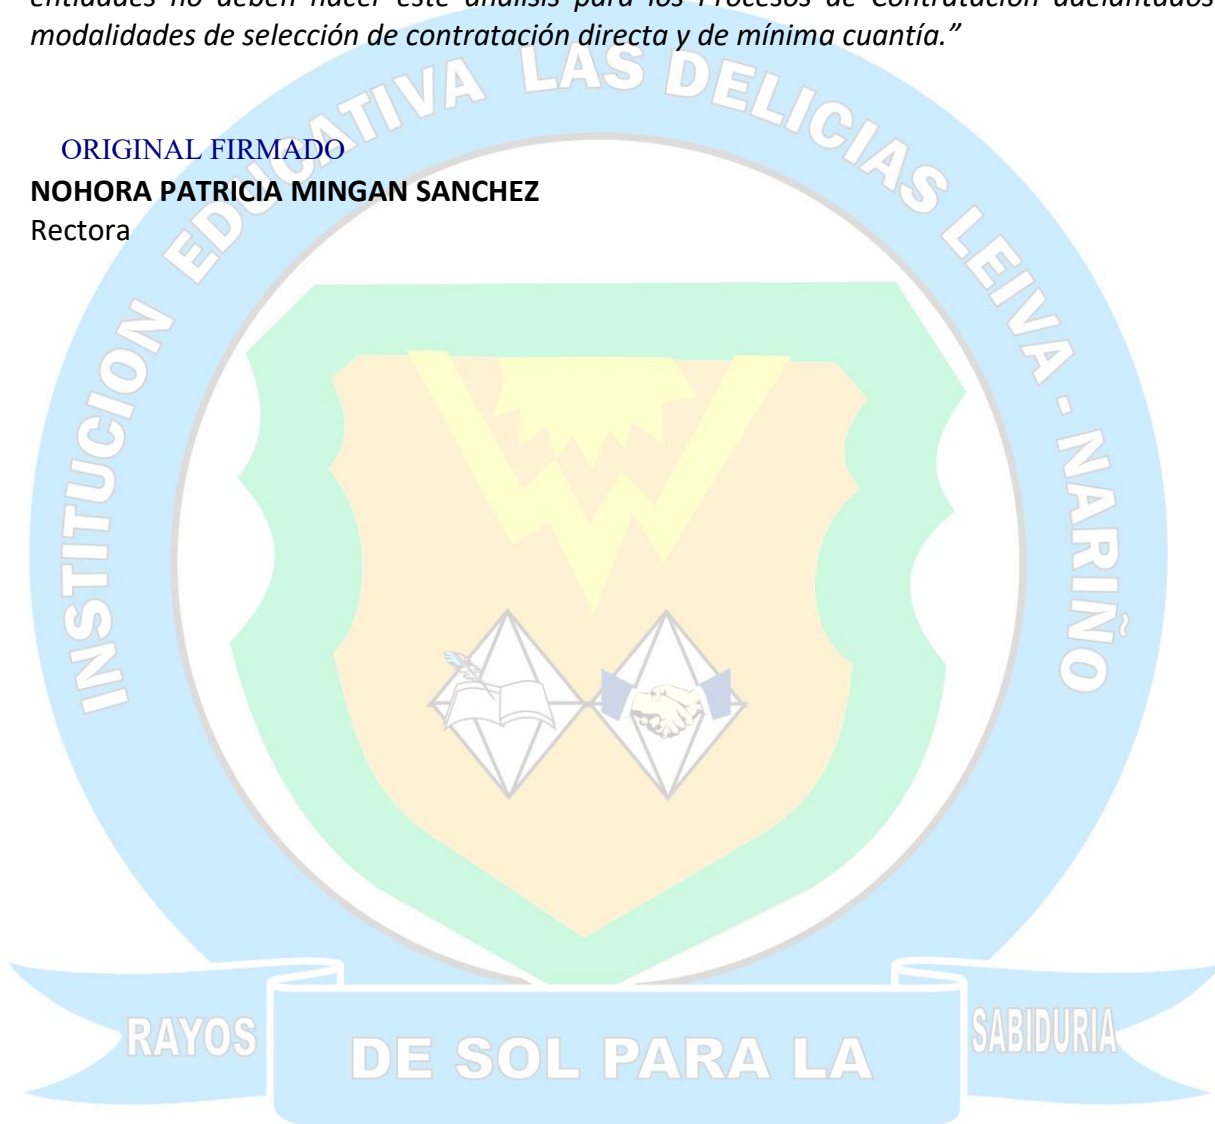 entidades no deben hacer este análisis para los Procesos de Contratación adelantados
modalidades de selección de contratación directa y de mínima cuantía.”
ORIGINAL FIRMADO
NOHORA PATRICIA MINGAN SANCHEZ
Rectora
INSTITUCION EDUCATIVA LAS DELICIAS LEIVA - NARIÑO
RAYOS DE SOL PARA LA SABIDURIA